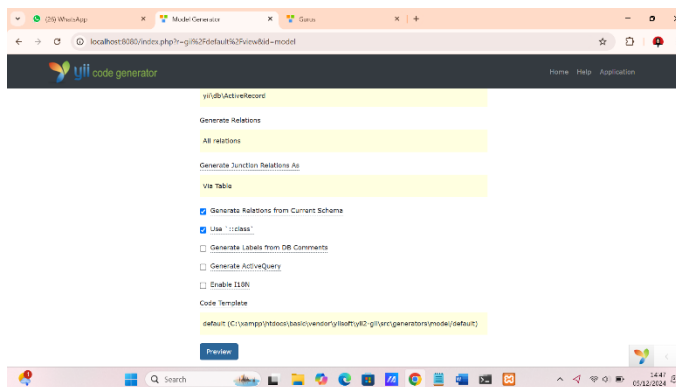 (26) WhatsApp
Model Generator
Gurus
localhost:8080/index.php?r=gii%2Fdefault%2Fview&id=model
yii code generator
Home Help Application
yii\db\ActiveRecord
Generate Relations
All relations
Generate Junction Relations As
Via Table
Generate Relations from Current Schema
Use `::class`
Generate Labels from DB Comments
Generate ActiveQuery
Enable I18N
Code Template
default (C:\xampp\htdocs\basic\vendor\yiisoft\yii2-gii\src\generators\model/default)
Preview
Search
14:47
05/12/2024